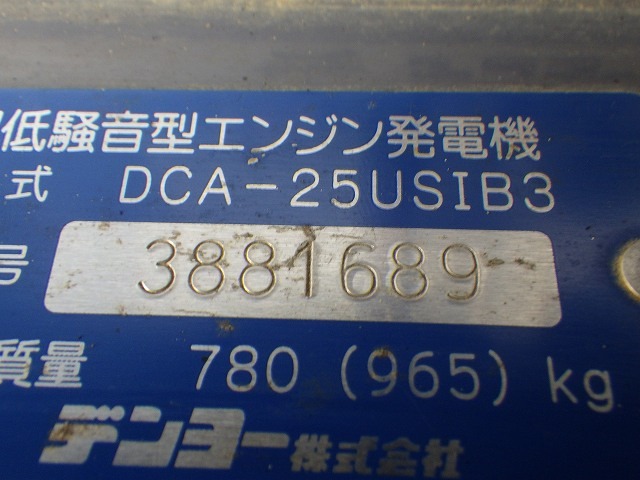 低騒音型エンジン発電機
式 DCA-25USIB3
号 3881689
質量 780 (965) kg
デンヨー株式会社